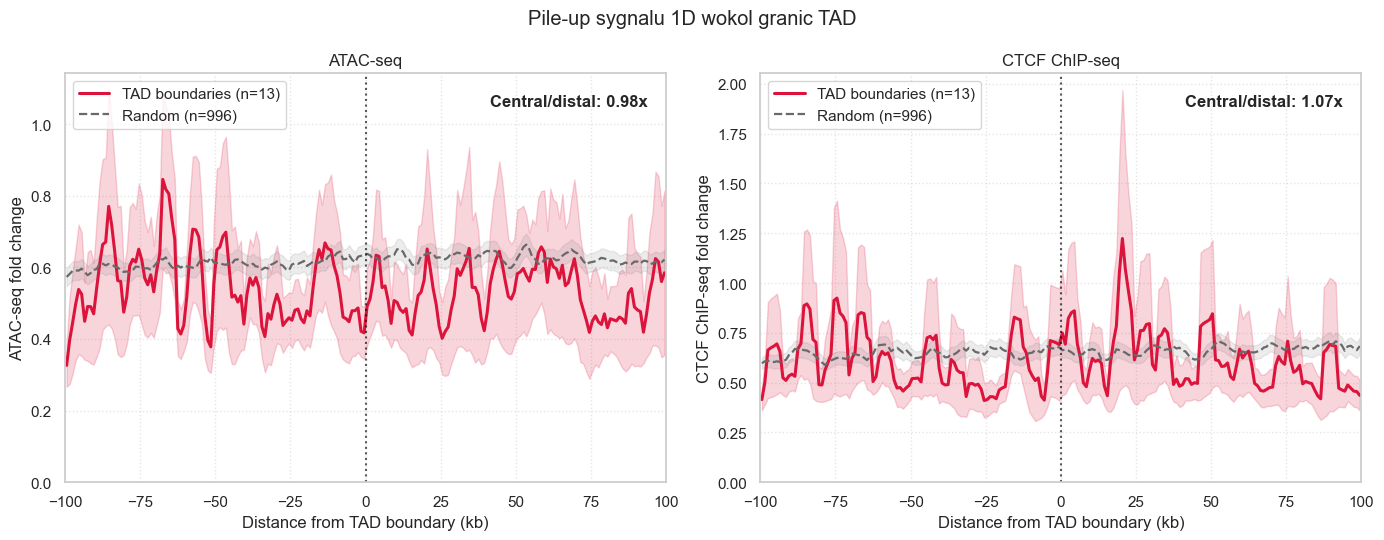 Pile-up sygnalu 1D wokol granic TAD
ATAC-seq
TAD boundaries (n=13)
Random (n=996)
Central/distal: 0.98x
ATAC-seq fold change
1.0
0.8
0.6
0.4
0.2
0.0
−100
−75
−50
−25
0
25
50
75
100
Distance from TAD boundary (kb)
CTCF ChIP-seq
TAD boundaries (n=13)
Random (n=996)
Central/distal: 1.07x
CTCF ChIP-seq fold change
2.00
1.75
1.50
1.25
1.00
0.75
0.50
0.25
0.00
−100
−75
−50
−25
0
25
50
75
100
Distance from TAD boundary (kb)